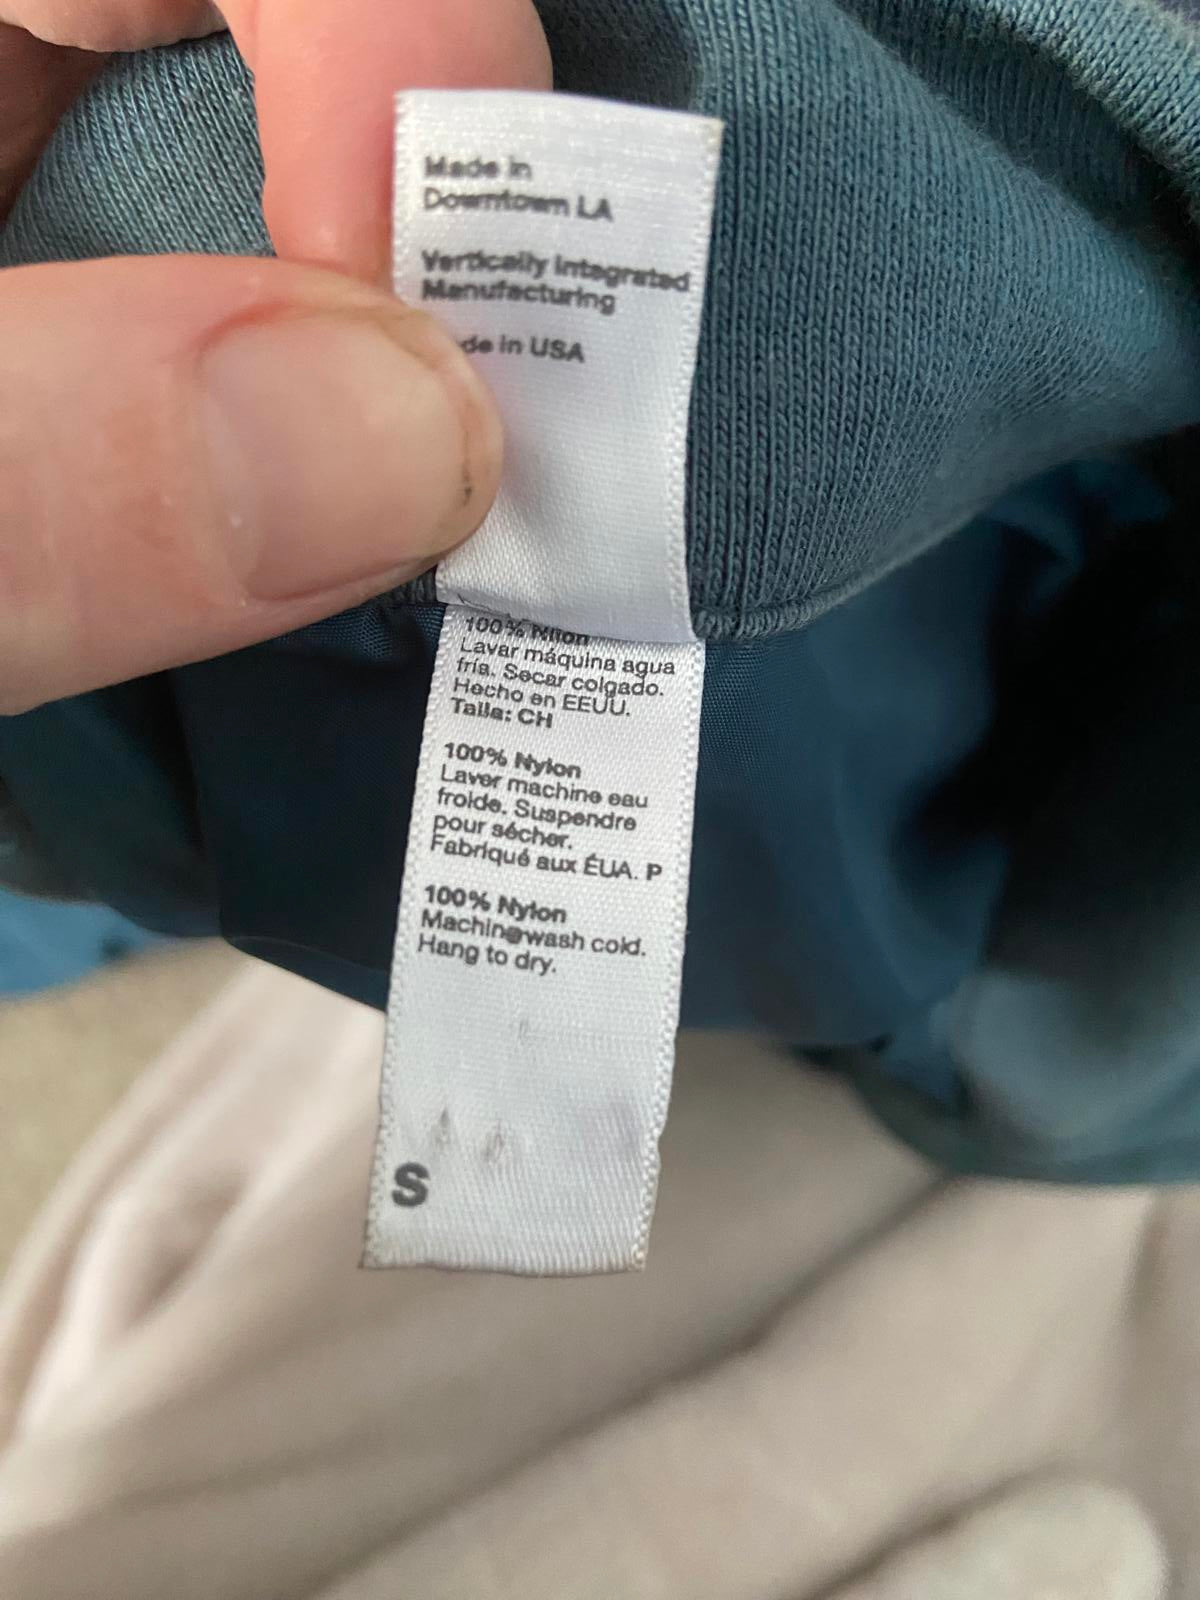 Made in
Downtown LA
Vertically Integrated
Manufacturing
de in USA
100% Nilon
Lavar máquina agua
fría. Secar colgado.
Hecho en EEUU.
Talla: CH
100% Nylon
Laver machine eau
froide. Suspendre
pour sécher.
Fabriqué aux ÉUA. P
100% Nylon
Machine wash cold.
Hang to dry.
S